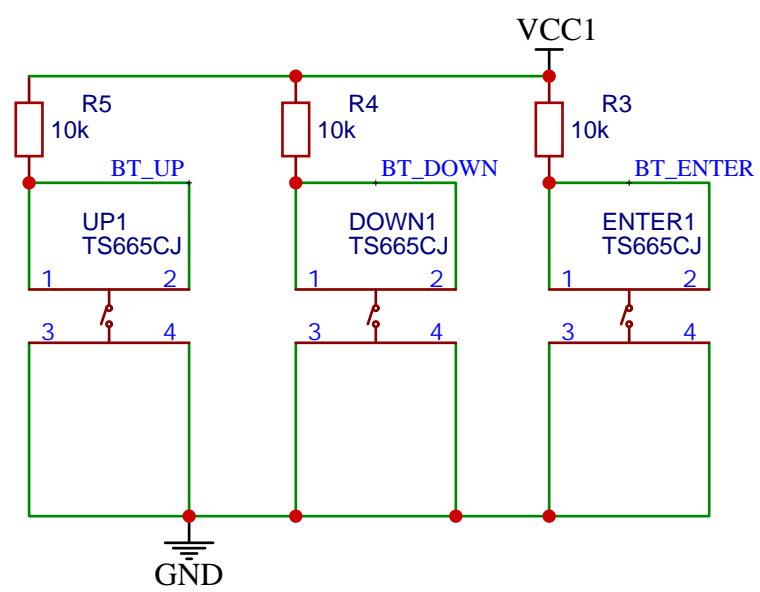 VCC1
R5
10k
R4
10k
R3
10k
BT_UP
BT_DOWN
BT_ENTER
UP1
TS665CJ
DOWN1
TS665CJ
ENTER1
TS665CJ
1 2
1 2
1 2
3 4
3 4
3 4
GND